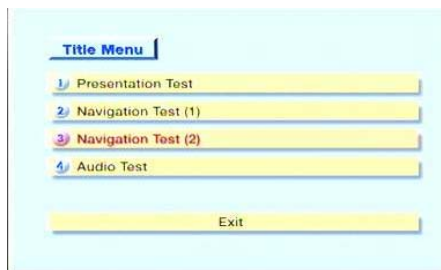 Title Menu
1 Presentation Test
2 Navigation Test (1)
3 Navigation Test (2)
4 Audio Test
Exit